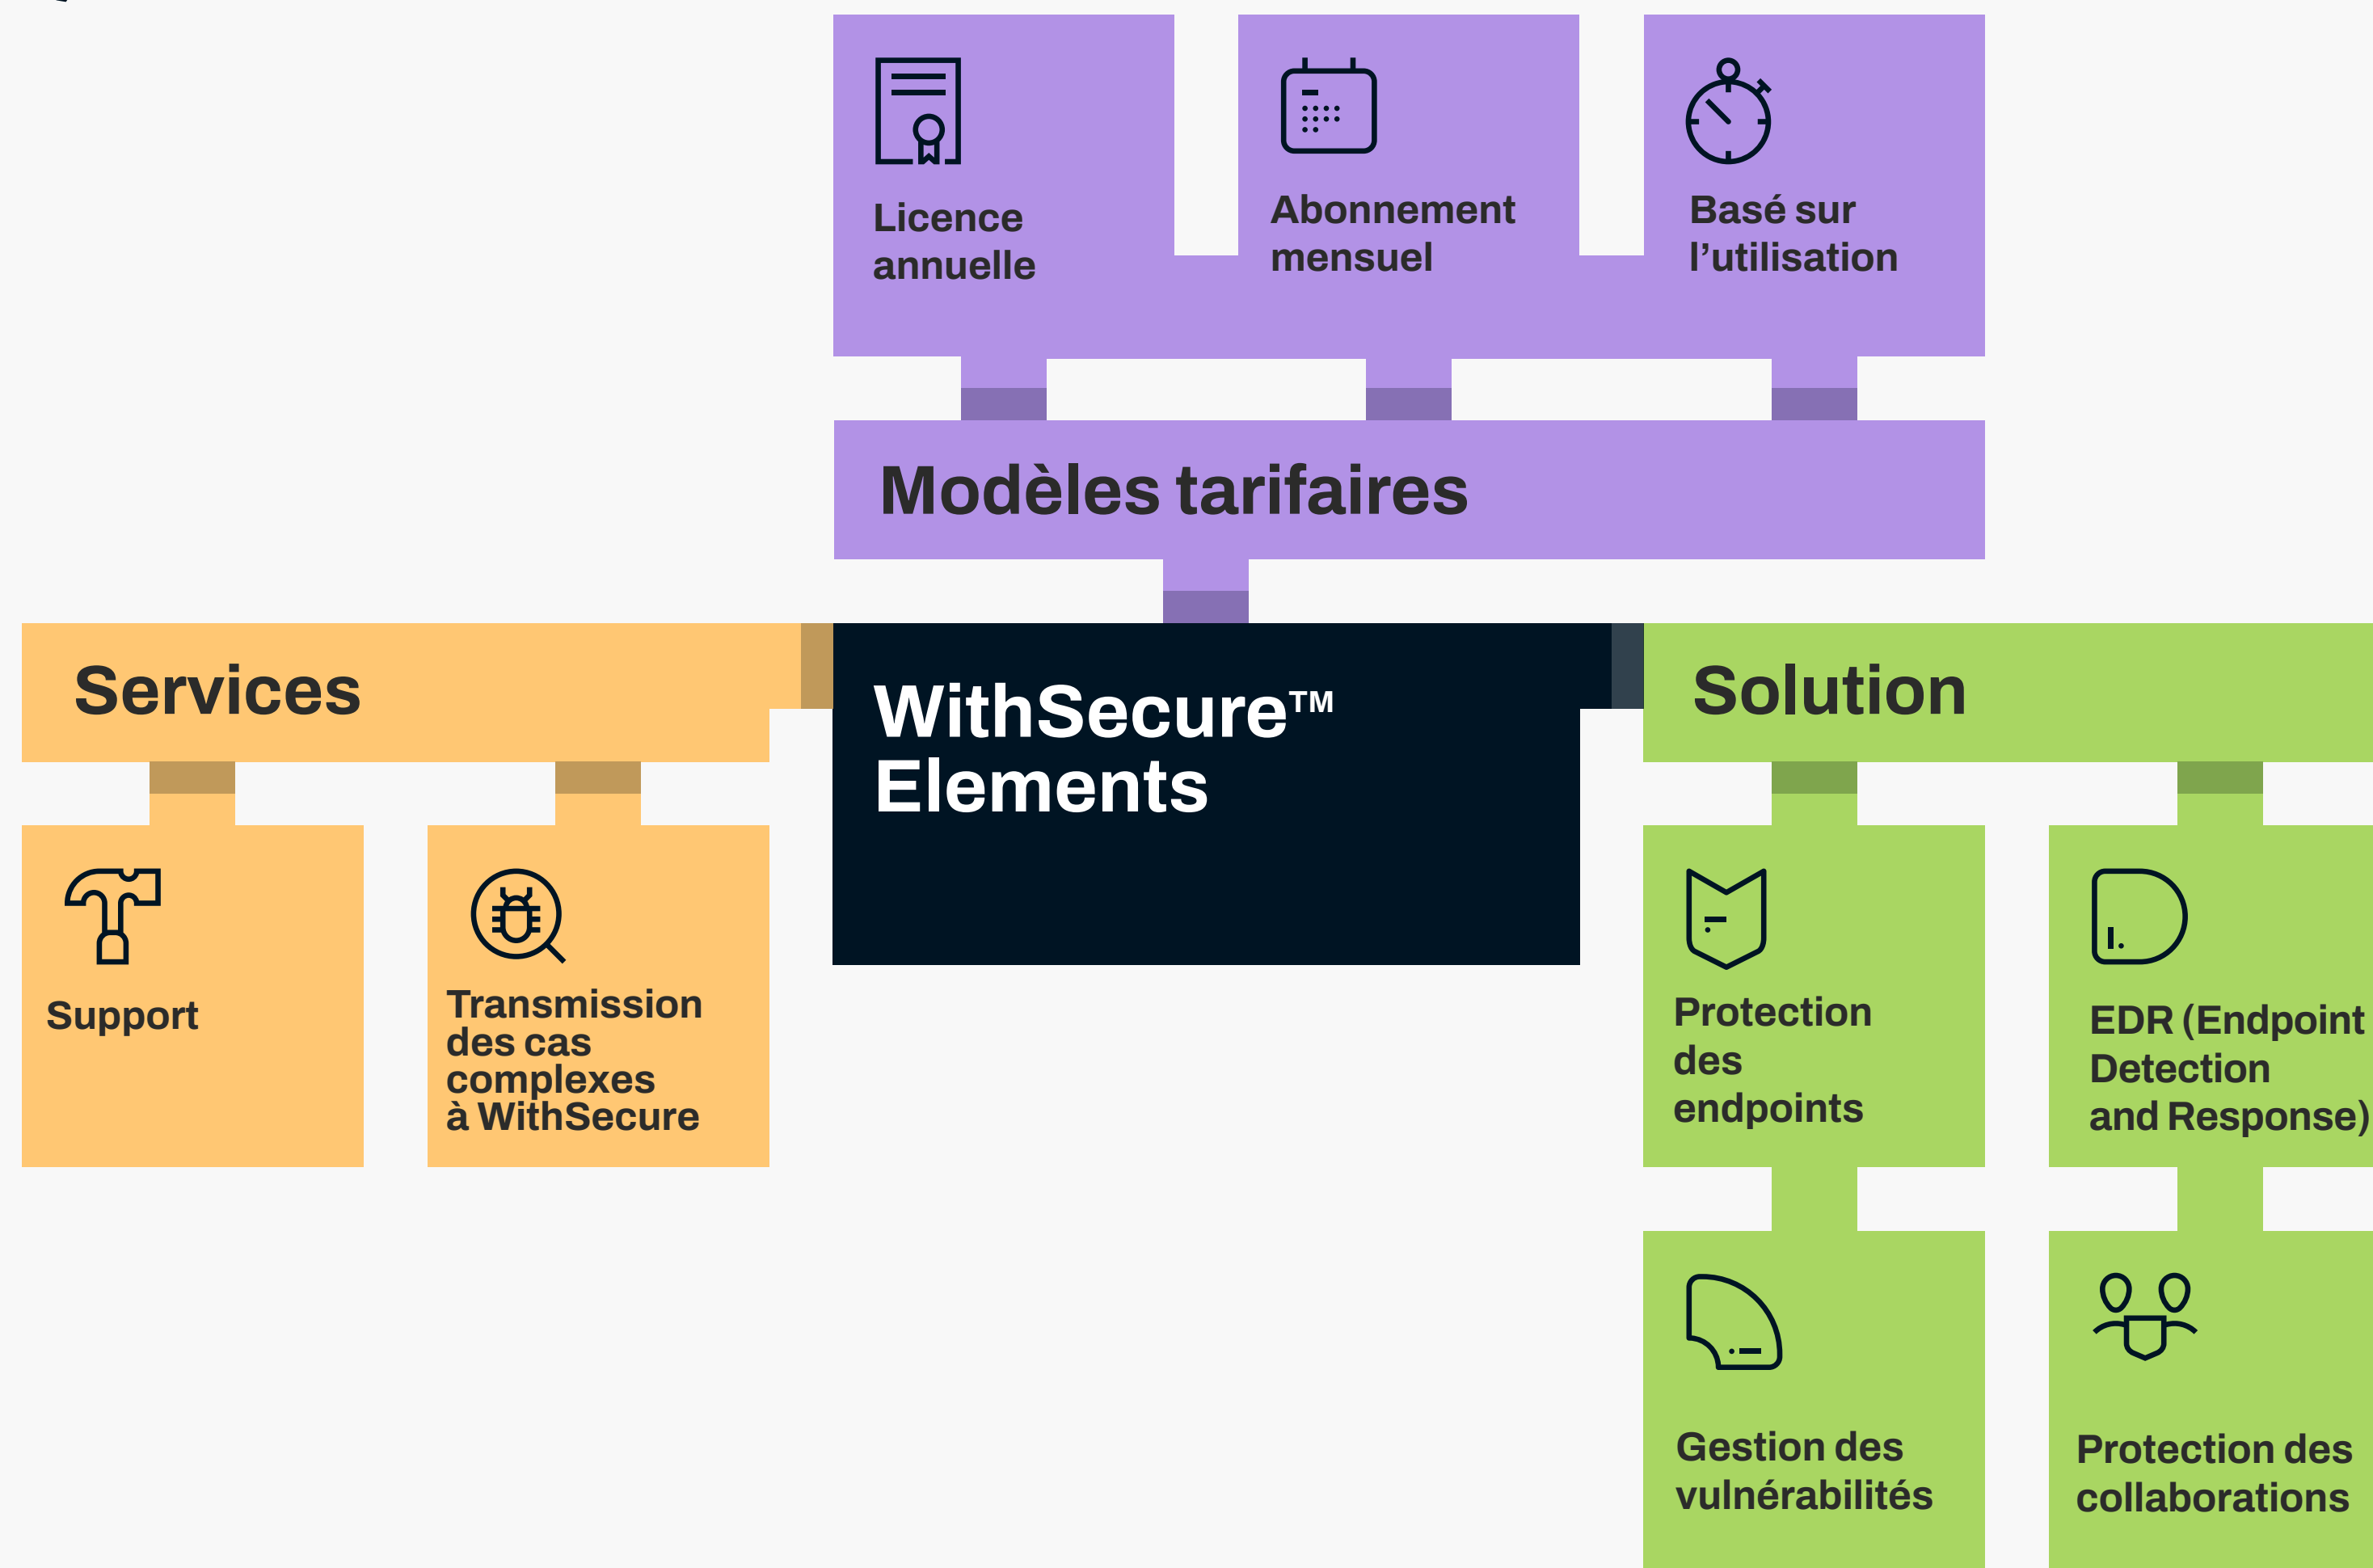 Licence
annuelle
Abonnement
mensuel
Basé sur
l’utilisation
Modèles tarifaires
Services
WithSecure™
Elements
Solution
Support
Transmission
des cas
complexes
à WithSecure
Protection
des
endpoints
EDR (Endpoint
Detection
and Response)
Gestion des
vulnérabilités
Protection des
collaborations